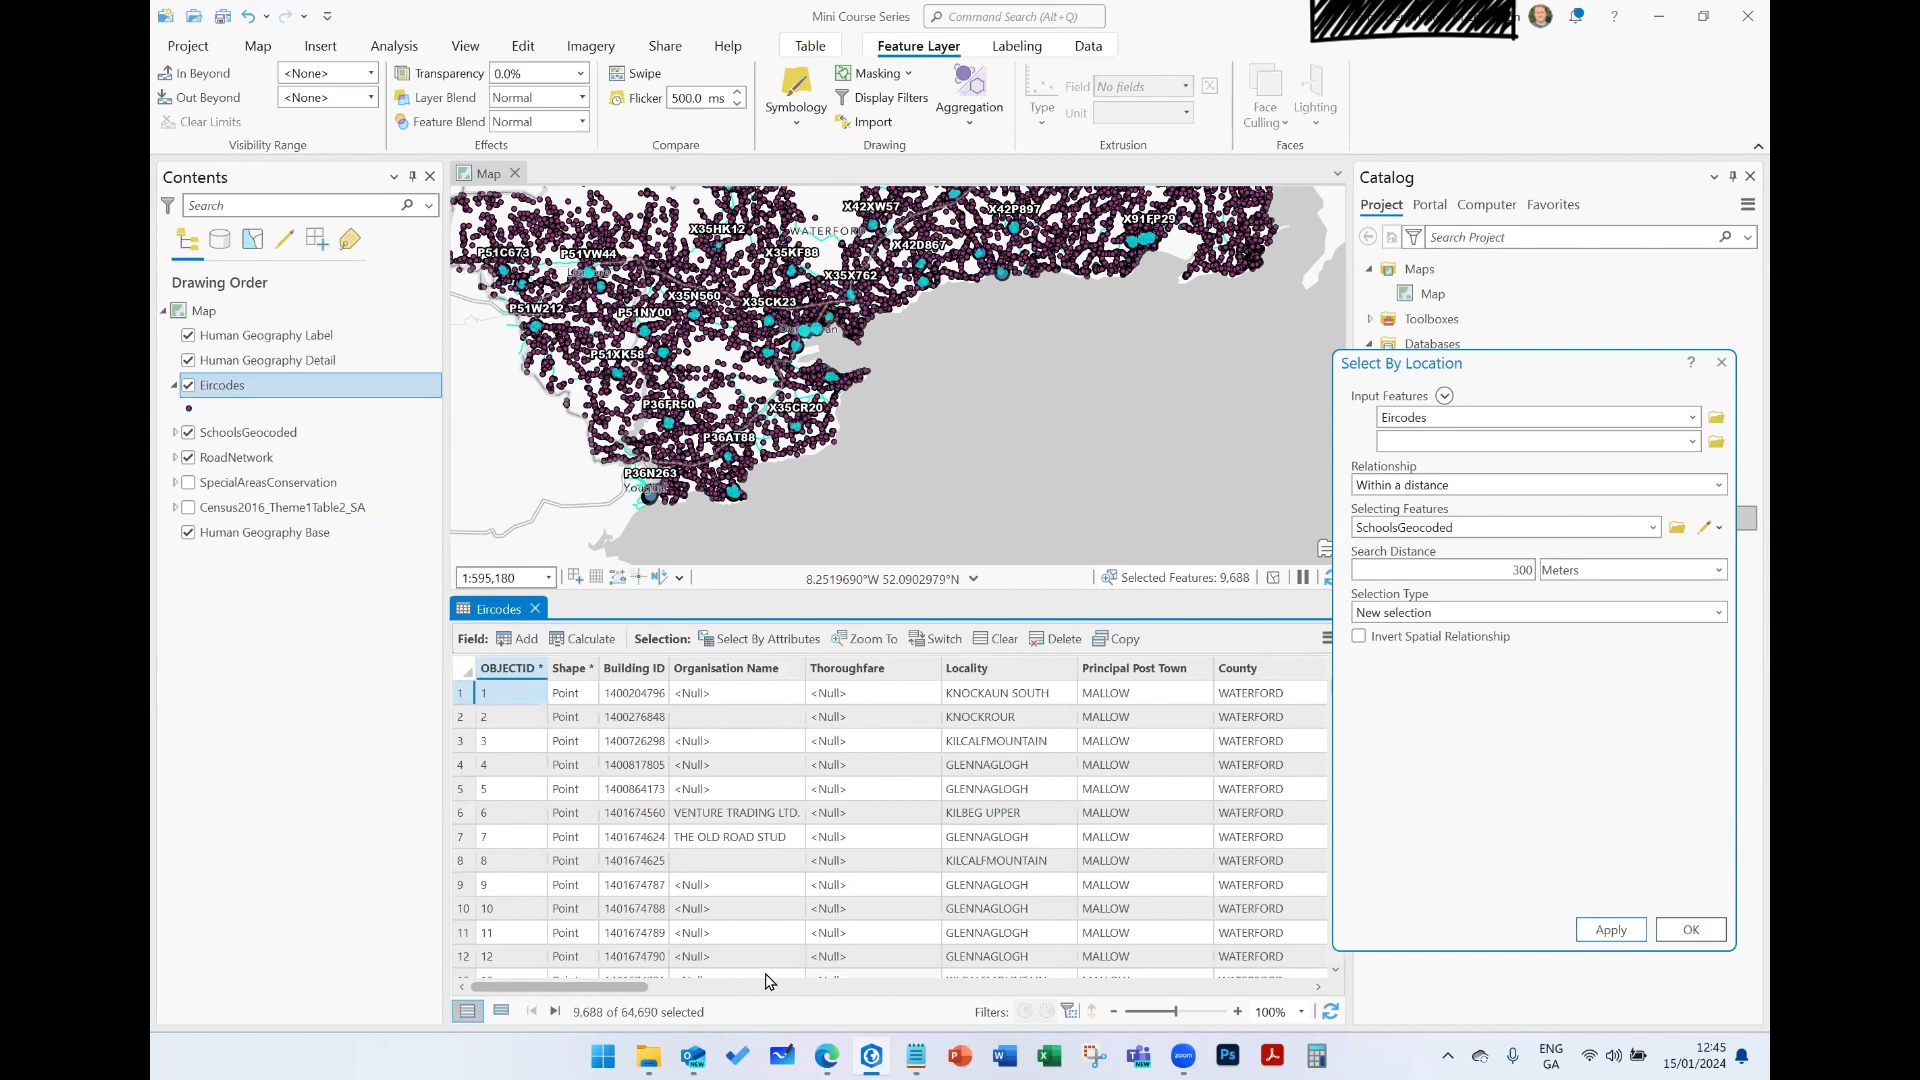 Mini Course Series
Command Search (Alt+Q)
Project Map Insert Analysis View Edit Imagery Share Help Table Feature Layer Labeling Data
In Beyond <None>
Out Beyond <None>
Clear Limits
Visibility Range
Transparency 0.0%
Layer Blend Normal
Feature Blend Normal
Effects
Swipe
Flicker 500.0 ms
Compare
Symbology
Masking
Display Filters
Import
Aggregation
Drawing
Type
Field No fields
Unit
Extrusion
Face Culling
Lighting
Faces
Contents
Search
Drawing Order
Map
Human Geography Label
Human Geography Detail
Eircodes
SchoolsGeocoded
RoadNetwork
SpecialAreasConservation
Census2016_Theme1Table2_SA
Human Geography Base
Map
X42XW57
X42P897
X91FP29
X35HK12
WATERFORD
X42D867
P51C673
P51VW44
X35KF88
X35X762
X35N560
X35CK23
P51W212
P51NY00
P51XK58
P36FR50
X35CR20
P36AT88
P36N263
1:595,180
8.2519690°W 52.0902979°N
Selected Features: 9,688
Eircodes
Field: Add Calculate Selection: Select By Attributes Zoom To Switch Clear Delete Copy
OBJECTID * Shape * Building ID Organisation Name Thoroughfare Locality Principal Post Town County
1 1 Point 1400204796 <Null> <Null> KNOCKAUN SOUTH MALLOW WATERFORD
2 2 Point 1400276848 <Null> KNOCKROUR MALLOW WATERFORD
3 3 Point 1400726298 <Null> <Null> KILCALFMOUNTAIN MALLOW WATERFORD
4 4 Point 1400817805 <Null> <Null> GLENNAGLOGH MALLOW WATERFORD
5 5 Point 1400864173 <Null> <Null> GLENNAGLOGH MALLOW WATERFORD
6 6 Point 1401674560 VENTURE TRADING LTD. <Null> KILBEG UPPER MALLOW WATERFORD
7 7 Point 1401674624 THE OLD ROAD STUD <Null> GLENNAGLOGH MALLOW WATERFORD
8 8 Point 1401674625 <Null> KILCALFMOUNTAIN MALLOW WATERFORD
9 9 Point 1401674787 <Null> <Null> GLENNAGLOGH MALLOW WATERFORD
10 10 Point 1401674788 <Null> <Null> GLENNAGLOGH MALLOW WATERFORD
11 11 Point 1401674789 <Null> <Null> GLENNAGLOGH MALLOW WATERFORD
12 12 Point 1401674790 <Null> <Null> GLENNAGLOGH MALLOW WATERFORD
9,688 of 64,690 selected
Filters:
100%
Catalog
Project Portal Computer Favorites
Search Project
Maps
Map
Toolboxes
Databases
Select By Location
Input Features
Eircodes
Relationship
Within a distance
Selecting Features
SchoolsGeocoded
Search Distance
300 Meters
Selection Type
New selection
Invert Spatial Relationship
Apply OK
NEW
NEW
zoom
Ps
ENG
GA
12:45
15/01/2024